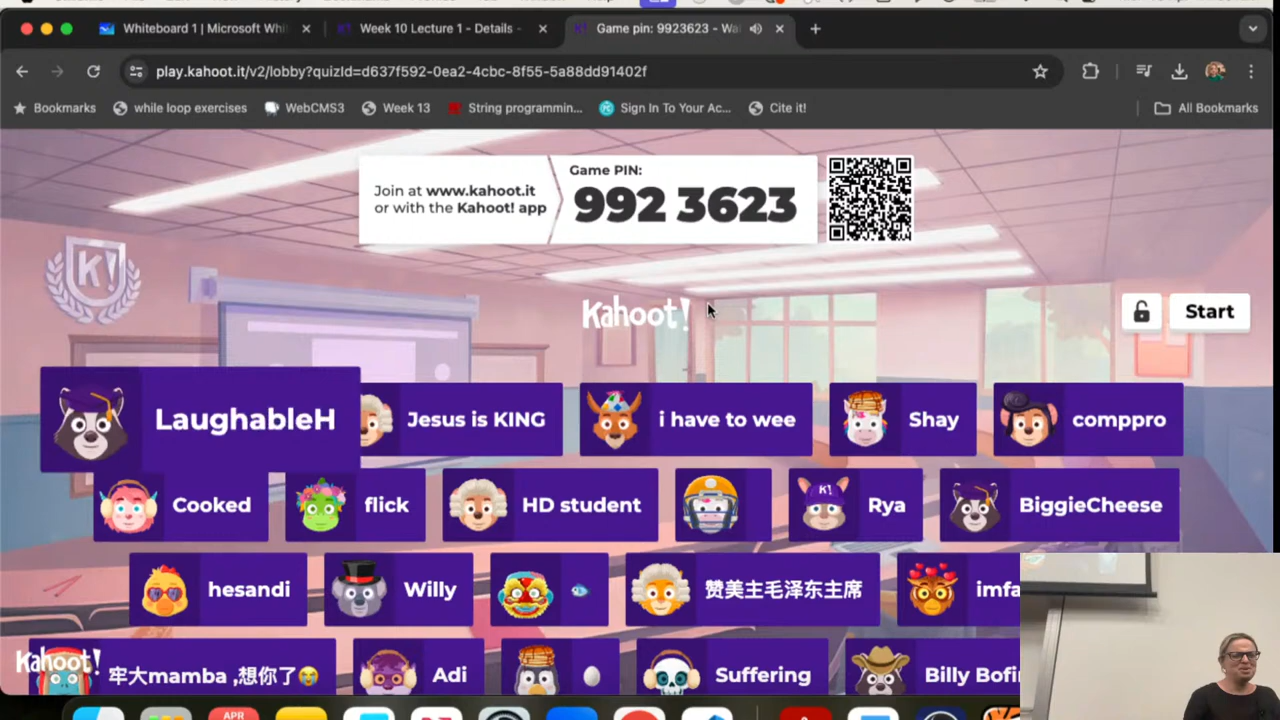 Whiteboard 1 | Microsoft Whi
Week 10 Lecture 1 - Details -
Game pin: 9923623 - Wa
play.kahoot.it/v2/lobby?quizId=d637f592-0ea2-4cbc-8f55-5a88dd91402f
Bookmarks
while loop exercises
WebCMS3
Week 13
String programmin...
Sign In To Your Ac...
Cite it!
All Bookmarks
Join at www.kahoot.it
or with the Kahoot! app
Game PIN:
992 3623
K!
Kahoot!
Start
LaughableH
Jesus is KING
i have to wee
Shay
comppro
Cooked
flick
HD student
K!
Rya
BiggieCheese
hesandi
Willy
🐟
赞美主毛泽东主席
imfa
Kahoot!
牢大mamba ,想你了😭
Adi
🥚
Suffering
Billy Bofi
APR